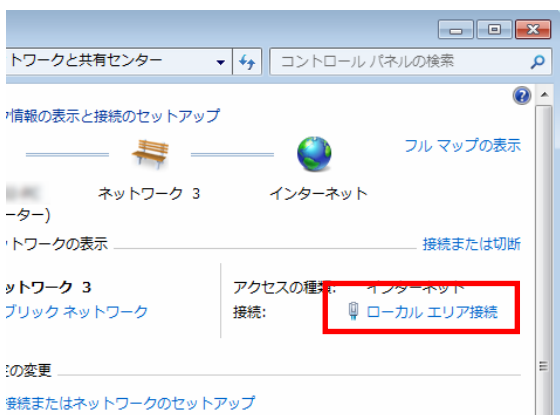 トワークと共有センター
コントロール パネルの検索
情報の表示と接続のセットアップ
フル マップの表示
ネットワーク 3
インターネット
ーター)
トワークの表示
接続または切断
ットワーク 3
アクセスの種類:
インターネット
ブリック ネットワーク
接続:
ローカル エリア接続
の変更
接続またはネットワークのセットアップ